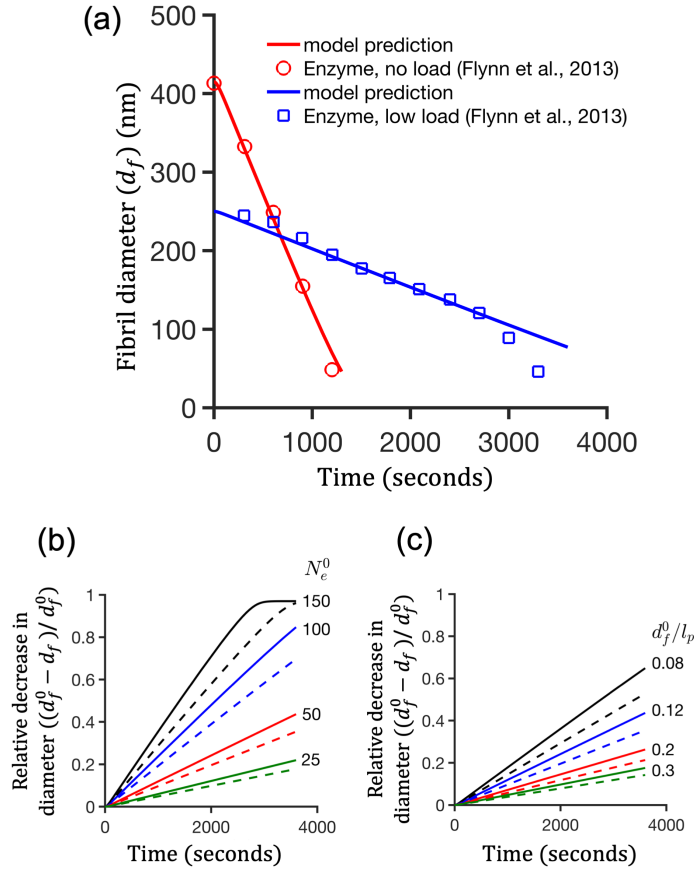 (a)
500
400
300
200
100
0
Fibril diameter (d_f) (nm)
model prediction
Enzyme, no load (Flynn et al., 2013)
model prediction
Enzyme, low load (Flynn et al., 2013)
0 1000 2000 3000 4000
Time (seconds)
(b)
N_e^0
1
0.8
0.6
0.4
0.2
0
Relative decrease in
diameter ((d_f^0 − d_f)/ d_f^0)
150
100
50
25
0 2000 4000
Time (seconds)
(c)
d_f^0/l_p
1
0.8
0.6
0.4
0.2
0
Relative decrease in
diameter ((d_f^0 − d_f)/ d_f^0)
0.08
0.12
0.2
0.3
0 2000 4000
Time (seconds)